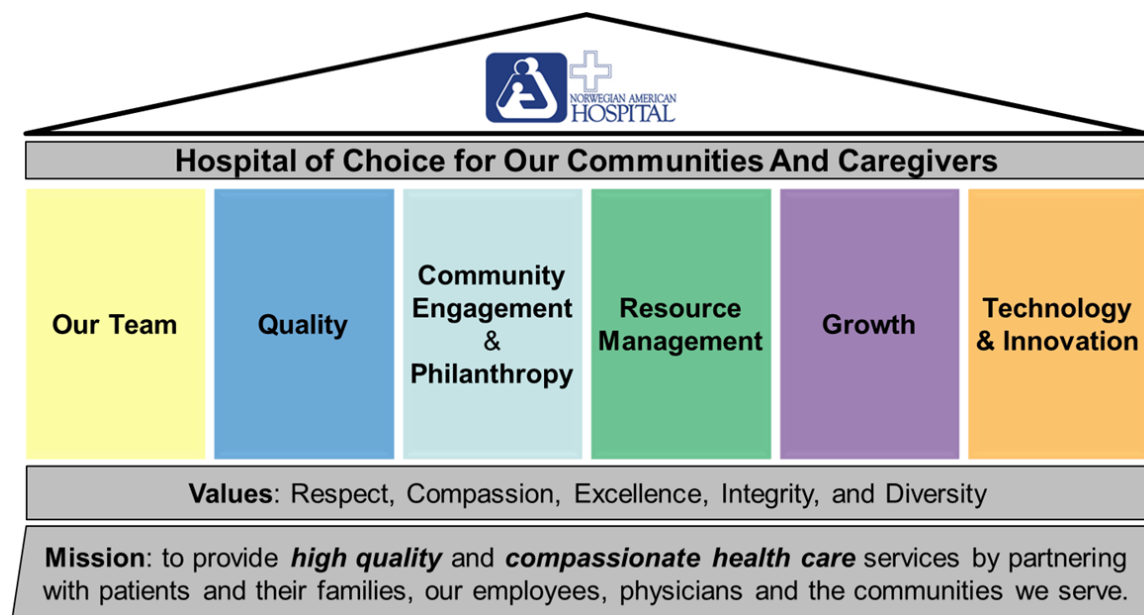 NORWEGIAN AMERICAN
HOSPITAL
Hospital of Choice for Our Communities And Caregivers
Our Team
Quality
Community
Engagement
&
Philanthropy
Resource
Management
Growth
Technology
& Innovation
Values: Respect, Compassion, Excellence, Integrity, and Diversity
Mission: to provide high quality and compassionate health care services by partnering
with patients and their families, our employees, physicians and the communities we serve.